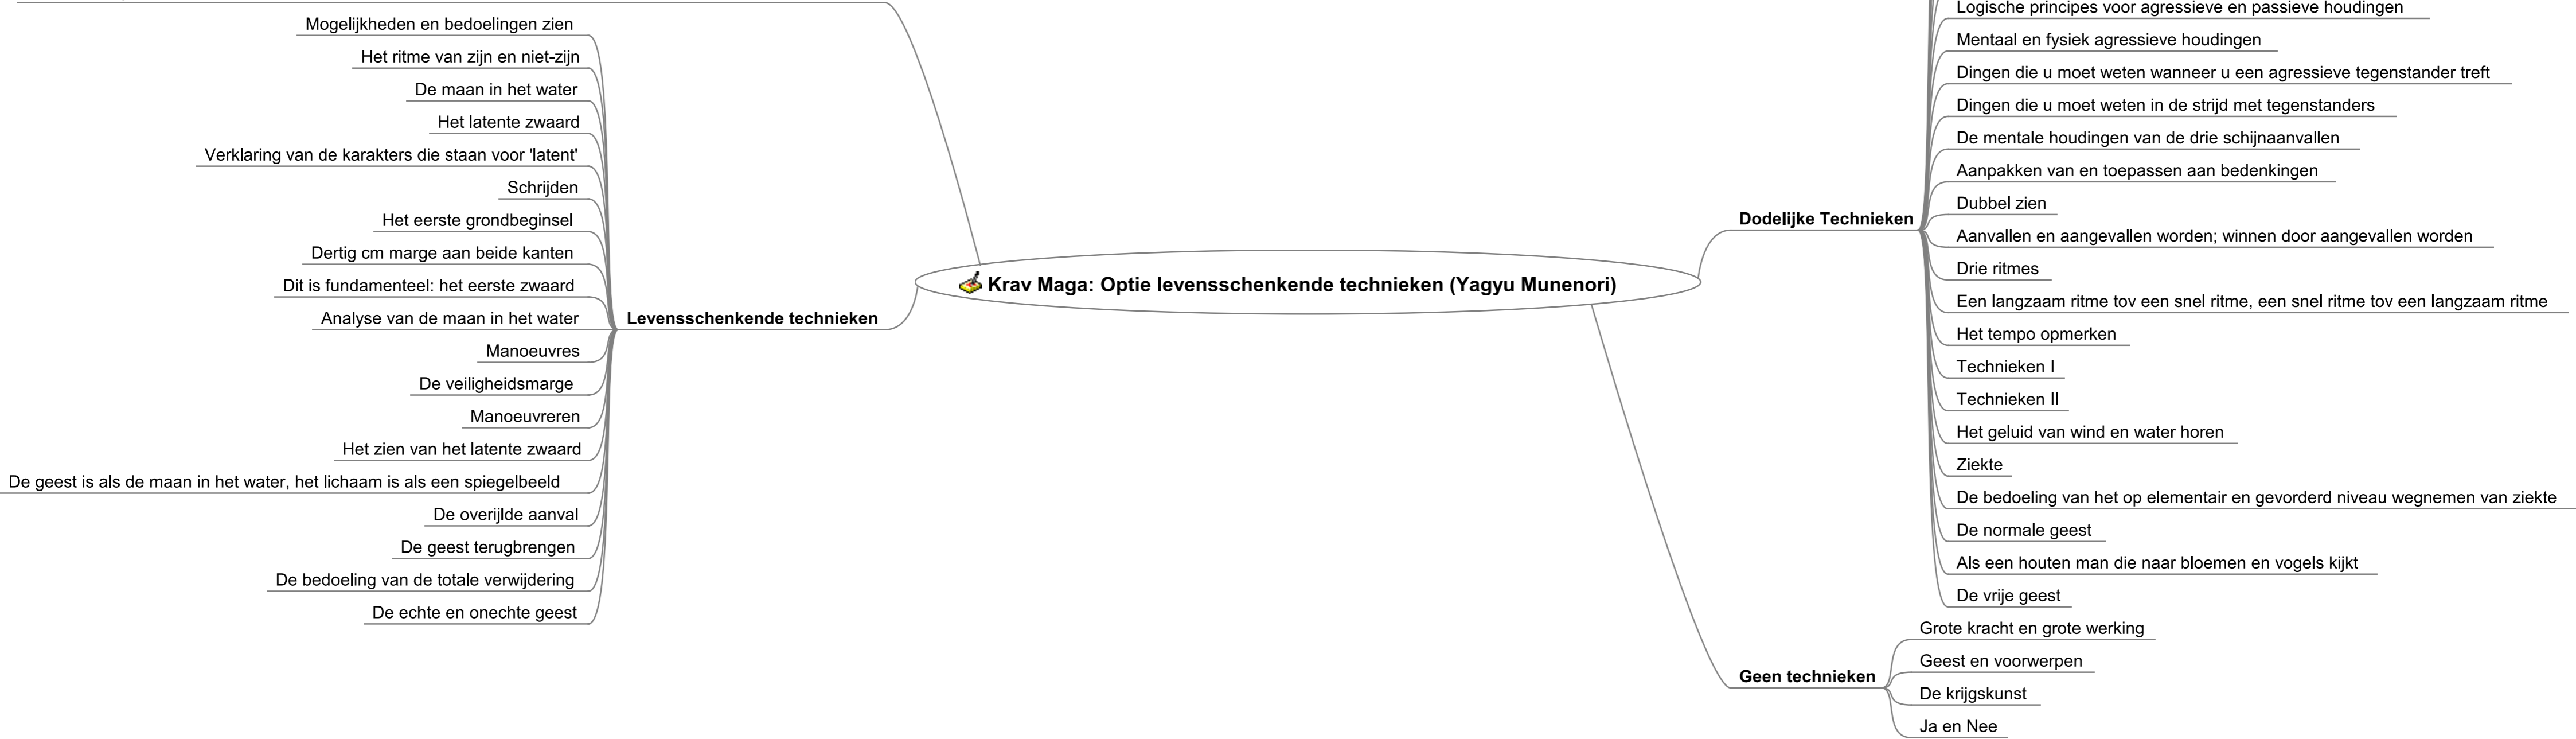 Mogelijkheden en bedoelingen zien
Het ritme van zijn en niet-zijn
De maan in het water
Het latente zwaard
Verklaring van de karakters die staan voor 'latent'
Schrijden
Het eerste grondbeginsel
Dertig cm marge aan beide kanten
Dit is fundamenteel: het eerste zwaard
Analyse van de maan in het water
Manoeuvres
De veiligheidsmarge
Manoeuvreren
Het zien van het latente zwaard
De geest is als de maan in het water, het lichaam is als een spiegelbeeld
De overijlde aanval
De geest terugbrengen
De bedoeling van de totale verwijdering
De echte en onechte geest
Levensschenkende technieken
Krav Maga: Optie levensschenkende technieken (Yagyu Munenori)
Dodelijke Technieken
Logische principes voor agressieve en passieve houdingen
Mentaal en fysiek agressieve houdingen
Dingen die u moet weten wanneer u een agressieve tegenstander treft
Dingen die u moet weten in de strijd met tegenstanders
De mentale houdingen van de drie schijnaanvallen
Aanpakken van en toepassen aan bedenkingen
Dubbel zien
Aanvallen en aangevallen worden; winnen door aangevallen worden
Drie ritmes
Een langzaam ritme tov een snel ritme, een snel ritme tov een langzaam ritme
Het tempo opmerken
Technieken I
Technieken II
Het geluid van wind en water horen
Ziekte
De bedoeling van het op elementair en gevorderd niveau wegnemen van ziekte
De normale geest
Als een houten man die naar bloemen en vogels kijkt
De vrije geest
Geen technieken
Grote kracht en grote werking
Geest en voorwerpen
De krijgskunst
Ja en Nee